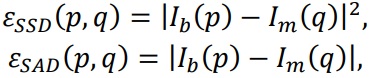 ε_SSD(p, q) = |I_b(p) − I_m(q)|²,
ε_SAD(p, q) = |I_b(p) − I_m(q)|,